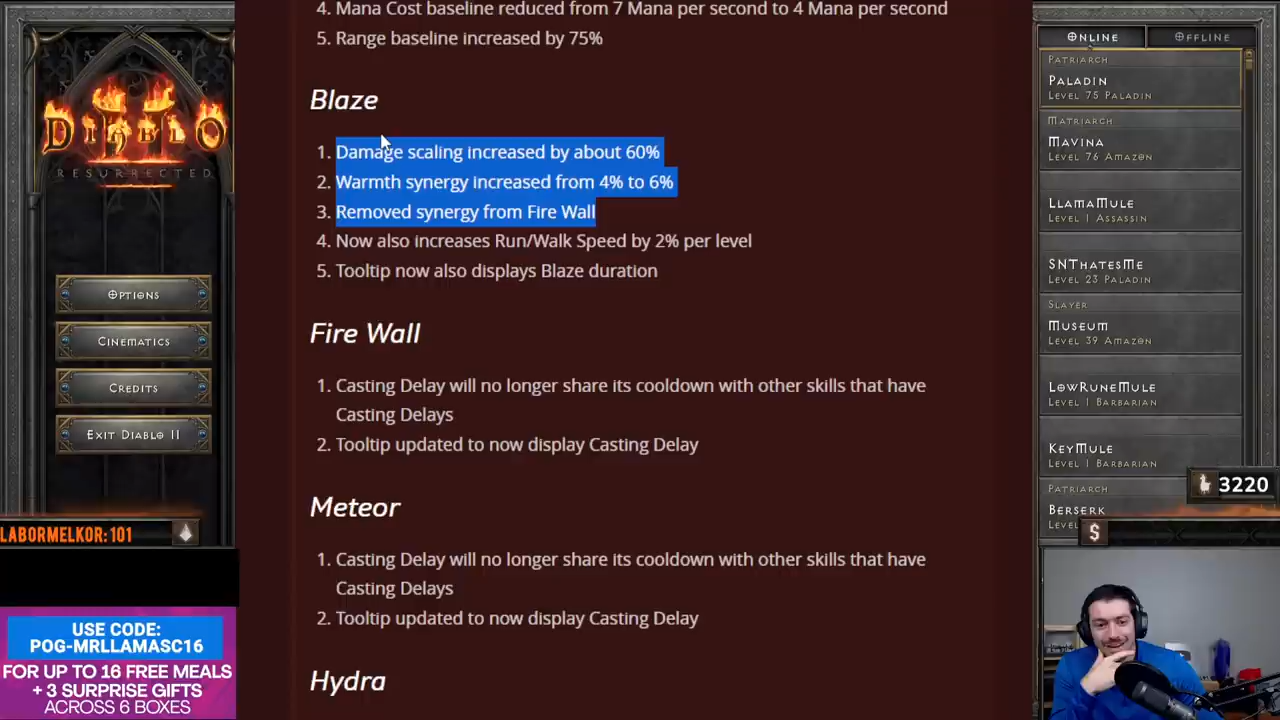 4. Mana Cost baseline reduced from 7 Mana per second to 4 Mana per second
5. Range baseline increased by 75%
Blaze
1. Damage scaling increased by about 60%
2. Warmth synergy increased from 4% to 6%
3. Removed synergy from Fire Wall
4. Now also increases Run/Walk Speed by 2% per level
5. Tooltip now also displays Blaze duration
Fire Wall
1. Casting Delay will no longer share its cooldown with other skills that have
Casting Delays
2. Tooltip updated to now display Casting Delay
Meteor
1. Casting Delay will no longer share its cooldown with other skills that have
Casting Delays
2. Tooltip updated to now display Casting Delay
Hydra
DIABLO II
RESURRECTED
OPTIONS
CINEMATICS
CREDITS
EXIT DIABLO II
LABORMELKOR: 101
USE CODE:
POG-MRLLAMASC16
FOR UP TO 16 FREE MEALS
+ 3 SURPRISE GIFTS
ACROSS 6 BOXES
ONLINE
OFFLINE
PATRIARCH
PALADIN
LEVEL 75 PALADIN
MATRIARCH
MAVINA
LEVEL 76 AMAZON
LLAMAMULE
LEVEL 1 ASSASSIN
SNTHATESME
LEVEL 23 PALADIN
SLAYER
MUSEUM
LEVEL 39 AMAZON
LOWRUNEMULE
LEVEL 1 BARBARIAN
KEYMULE
LEVEL 1 BARBARIAN
PATRIARCH
BERSERK
LEVEL
3220
$